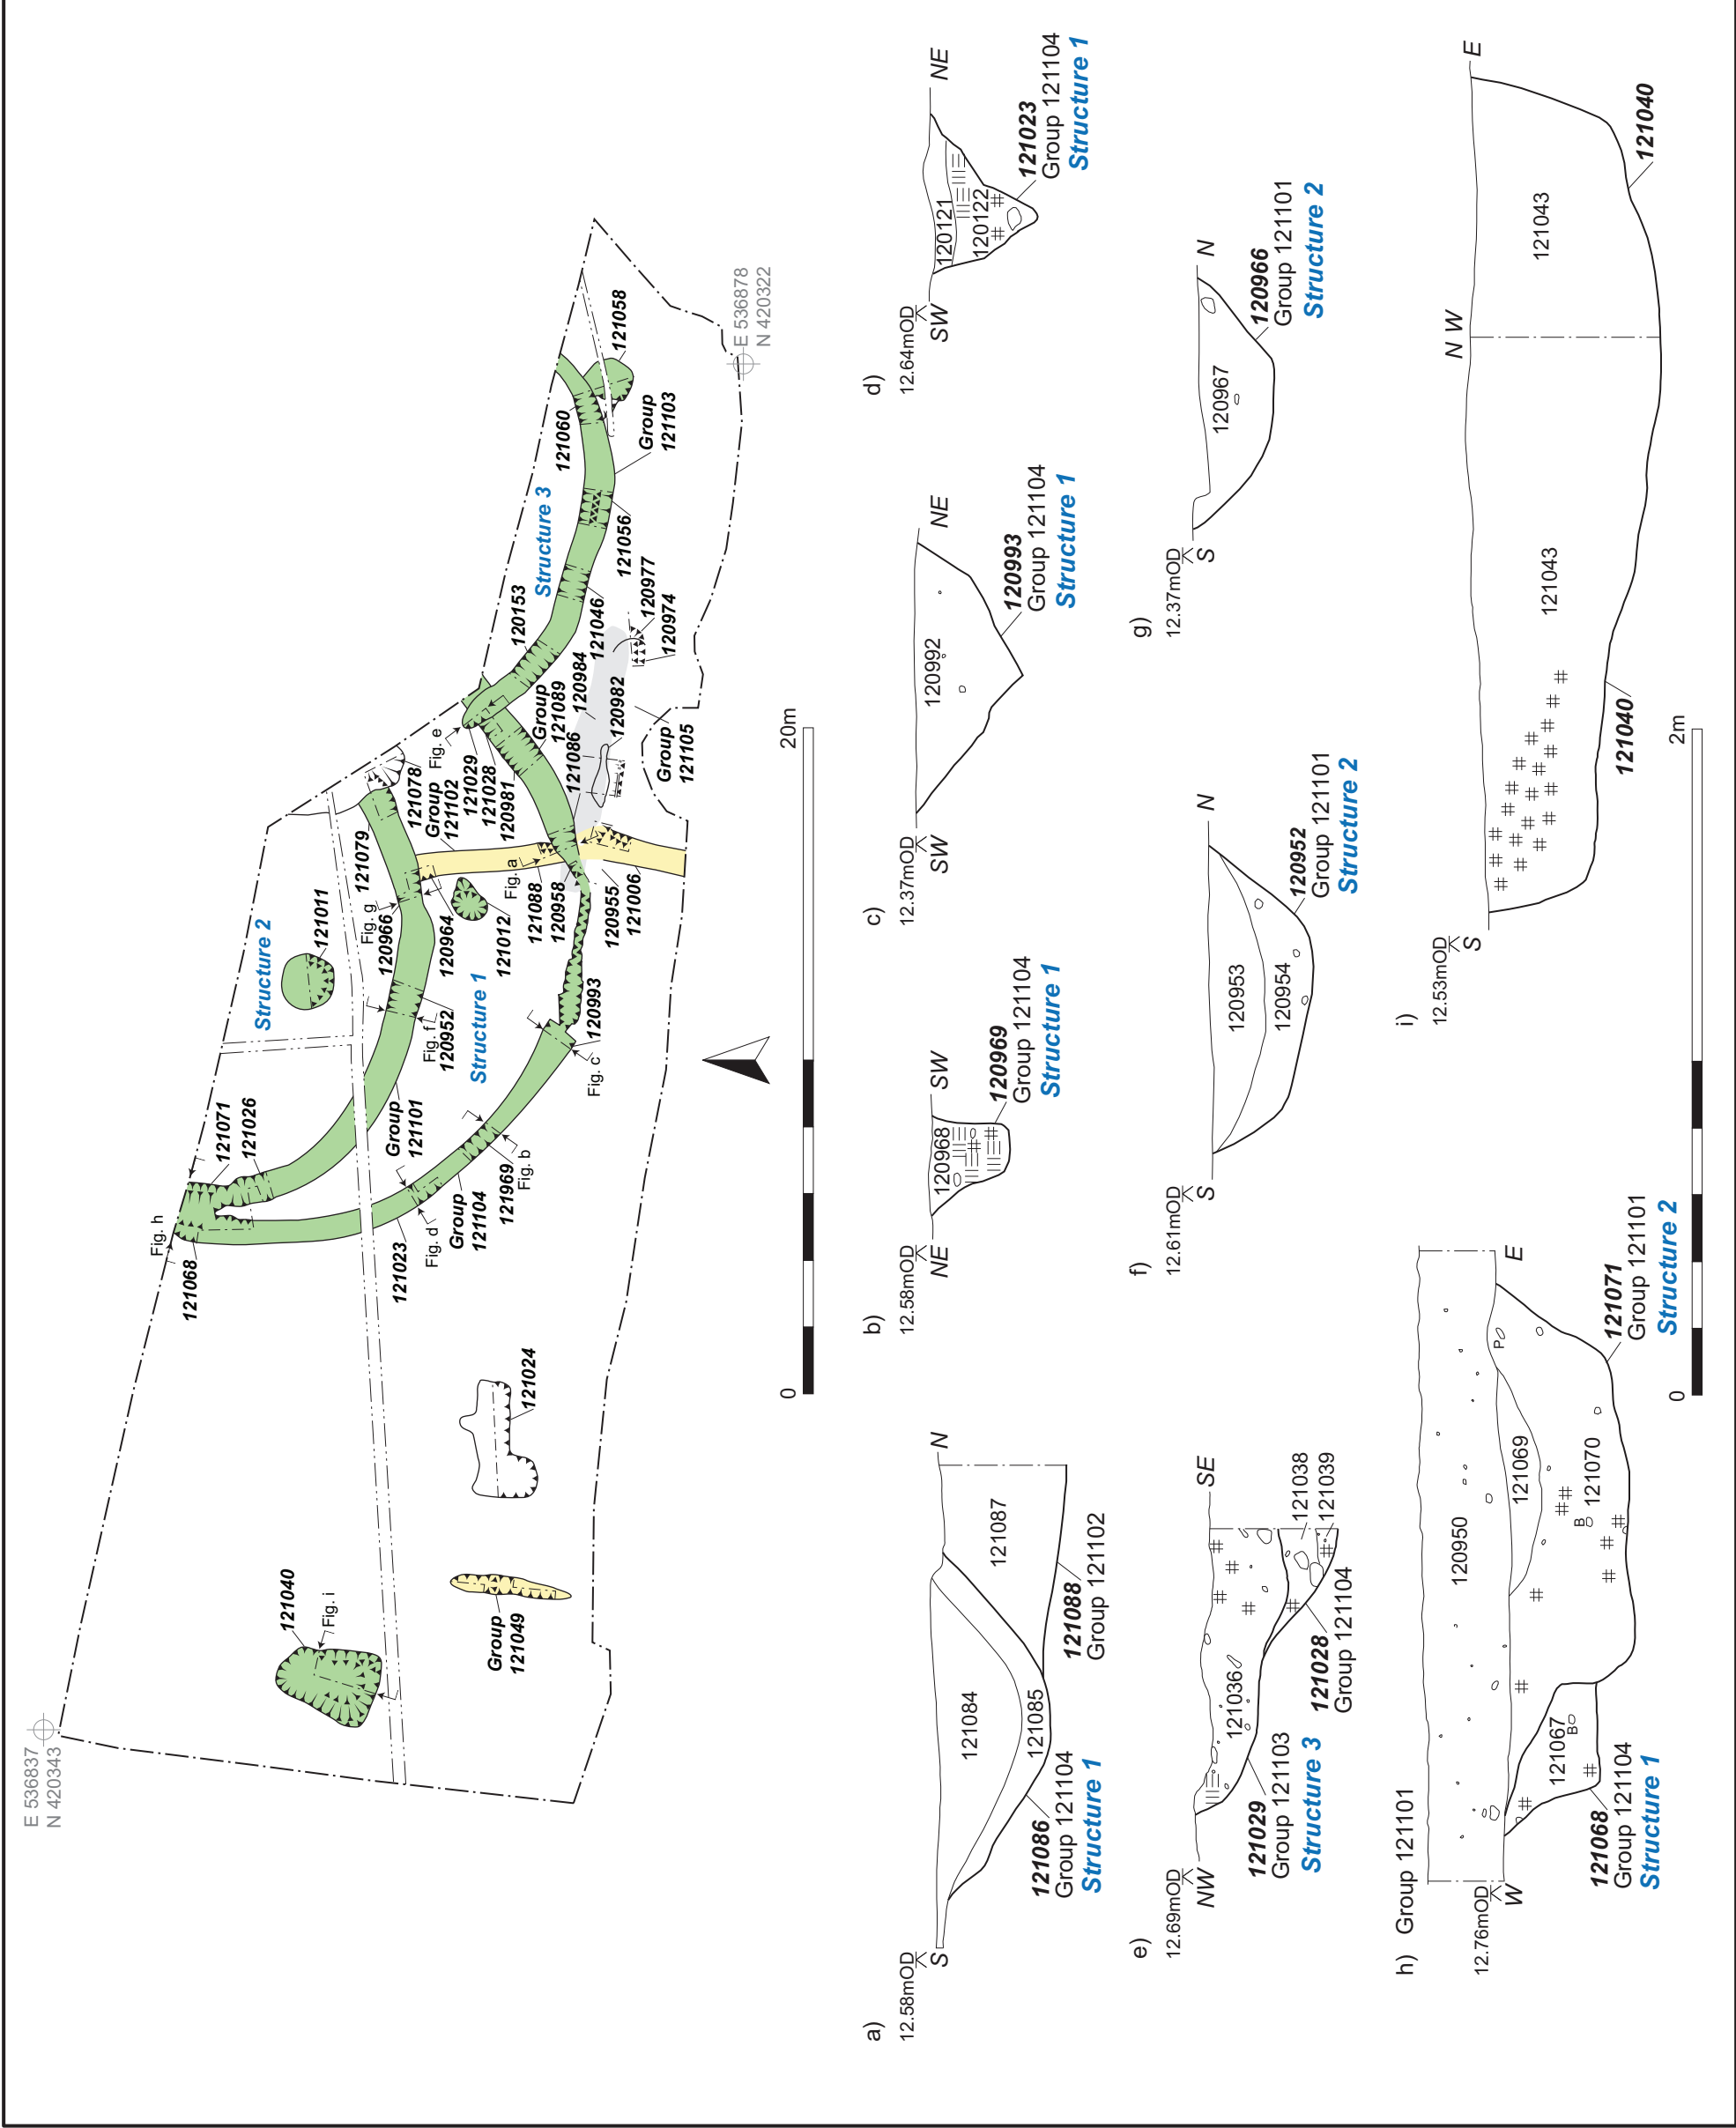 E 536837
N 420343
121040
Fig. i
Group
121049
121024
Fig. h
121068
121071
121026
121023
Fig. d
Group
121104
121969
Fig. b
Group
121101
Structure 2
121011
Fig. f
120952
Structure 1
Fig. c
120993
121079
Fig. g
120966
120964
121012
121078
Group
121102
Fig. a
121088
120958
120955
121006
Fig. e
121029
121028
120981
Group
121089
121086
120984
120982
Group
121105
120153
Structure 3
121046
121056
120977
120974
121060
Group
121103
121058
E 536878
N 420322
0
20m
a)
12.58mOD
S
N
121084
121085
121087
121086
Group 121104
Structure 1
121088
Group 121102
b)
12.58mOD
NE
SW
120968
120969
Group 121104
Structure 1
c)
12.37mOD
SW
NE
120992
120993
Group 121104
Structure 1
d)
12.64mOD
SW
NE
120121
120122
121023
Group 121104
Structure 1
e)
12.69mOD
NW
SE
121036
121038
121039
121029
Group 121103
Structure 3
121028
Group 121104
f)
12.61mOD
S
N
120953
120954
120952
Group 121101
Structure 2
g)
12.37mOD
S
N
120967
120966
Group 121101
Structure 2
h) Group 121101
12.76mOD
W
E
120950
121069
121070
121067
P
B
B
121068
Group 121104
Structure 1
121071
Group 121101
Structure 2
i)
12.53mOD
S
N W
E
121043
121043
121040
121040
0
2m